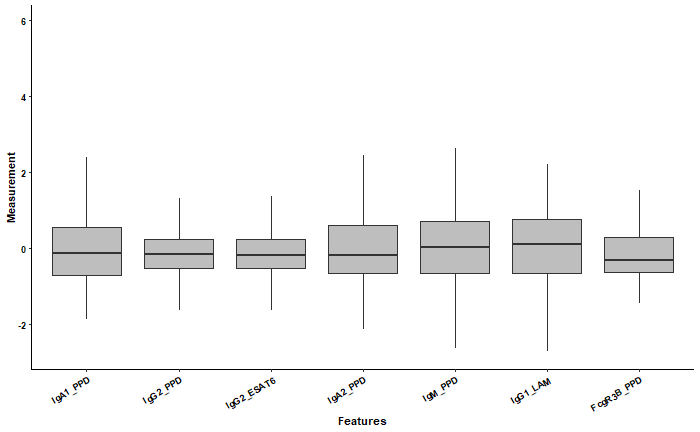 6
4
2
0
-2
Measurement
IgA1_PPD
IgG2_PPD
IgG2_ESAT6
IgA2_PPD
IgM_PPD
IgG1_LAM
FcgR3B_PPD
Features